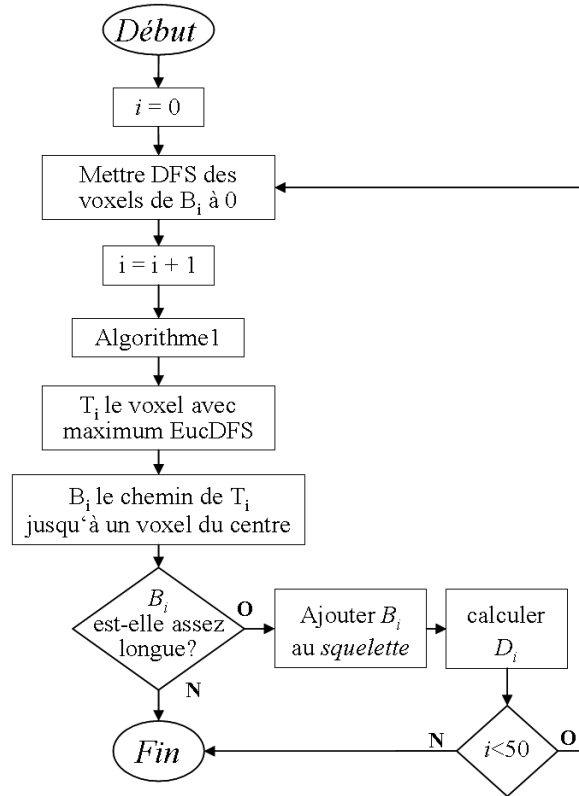 Début
i = 0
Mettre DFS des
voxels de Bi à 0
i = i + 1
Algorithme1
Ti le voxel avec
maximum EucDFS
Bi le chemin de Ti
jusqu‘à un voxel du centre
Bi
est-elle assez
longue?
O
N
Ajouter Bi
au squelette
calculer
Di
i<50
N
O
Fin